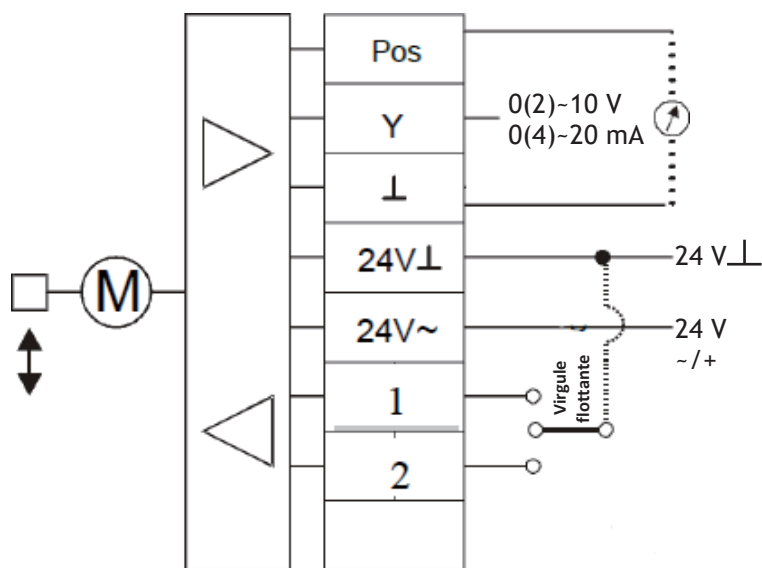 Pos
Y
0(2)~10 V
0(4)~20 mA
⊥
24V⊥
24 V⊥
M
24V~
24 V
~/+
1
Virgule
flottante
2